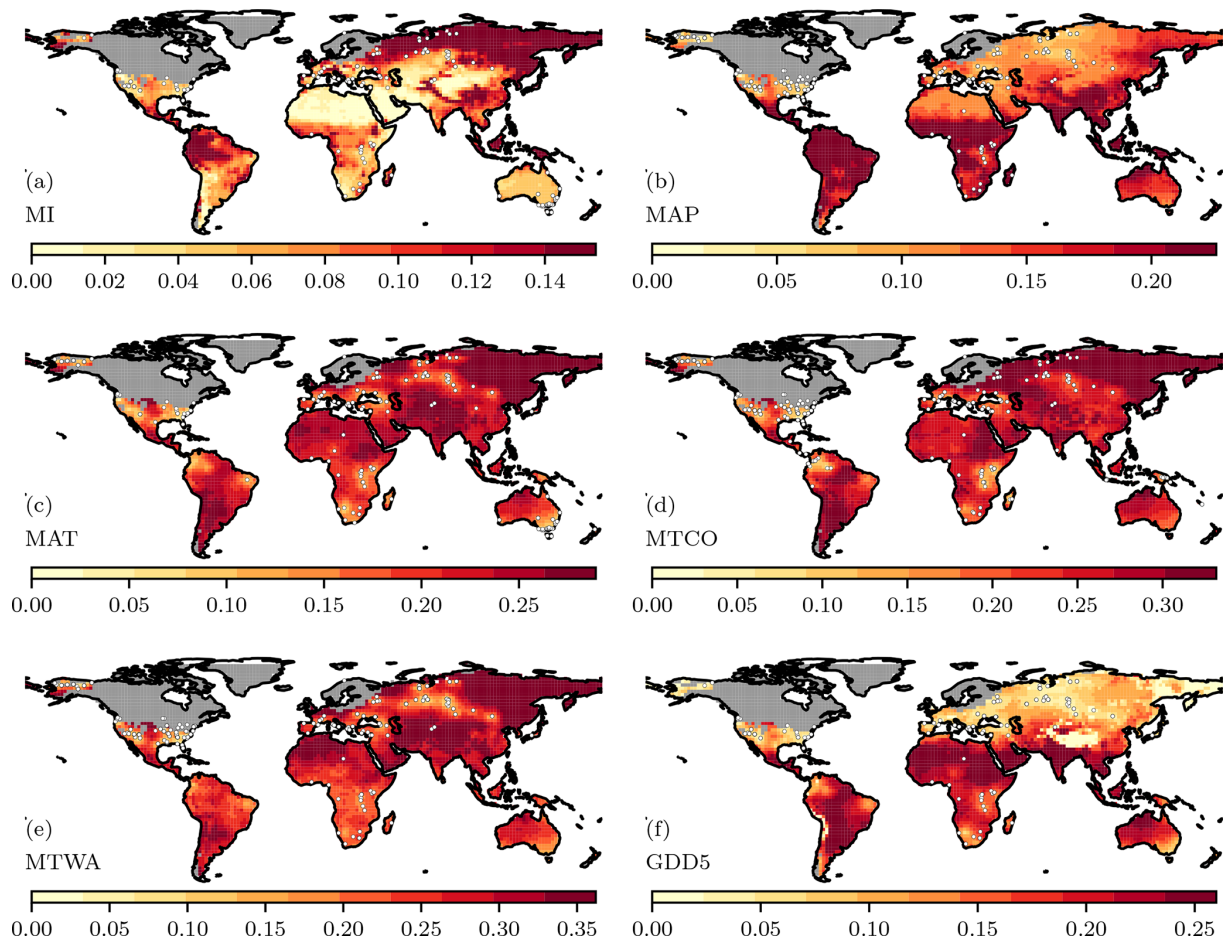 (a)
MI
0.00 0.02 0.04 0.06 0.08 0.10 0.12 0.14
(b)
MAP
0.00 0.05 0.10 0.15 0.20
(c)
MAT
0.00 0.05 0.10 0.15 0.20 0.25
(d)
MTCO
0.00 0.05 0.10 0.15 0.20 0.25 0.30
(e)
MTWA
0.00 0.05 0.10 0.15 0.20 0.25 0.30 0.35
(f)
GDD5
0.00 0.05 0.10 0.15 0.20 0.25